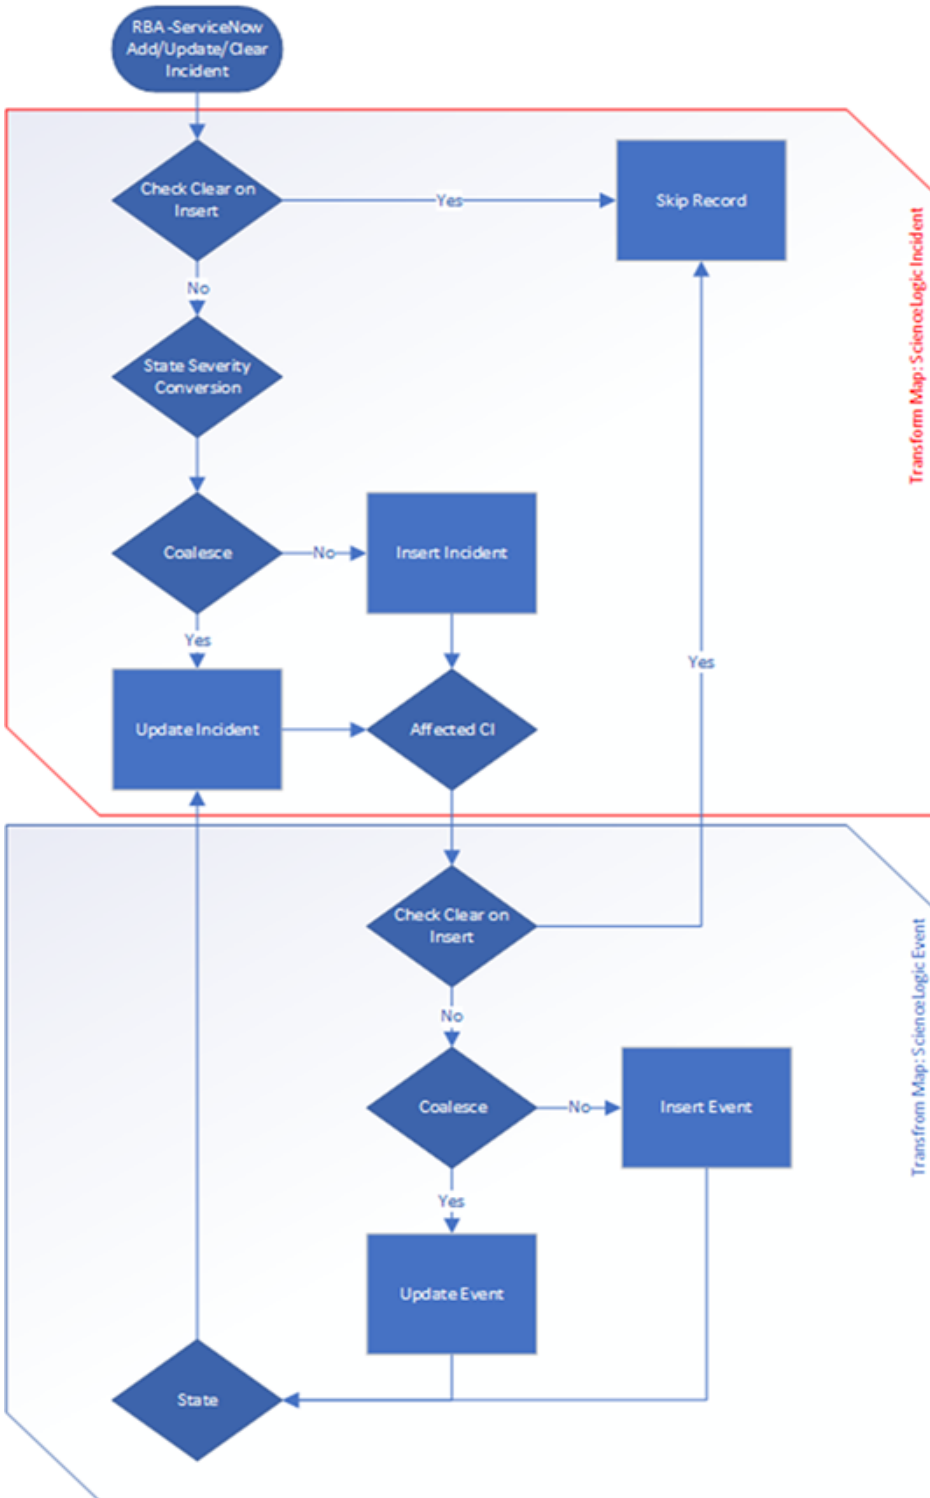 RBA -ServiceNow
Add/Update/Clear
Incident
Check Clear on
Insert
Yes
Skip Record
No
State Severity
Conversion
Transform Map: ScienceLogic Incident
Coalesce
No
Insert Incident
Yes
Yes
Update Incident
Affected CI
Check Clear on
Insert
No
Transfrom Map: ScienceLogic Event
Coalesce
No
Insert Event
Yes
Update Event
State